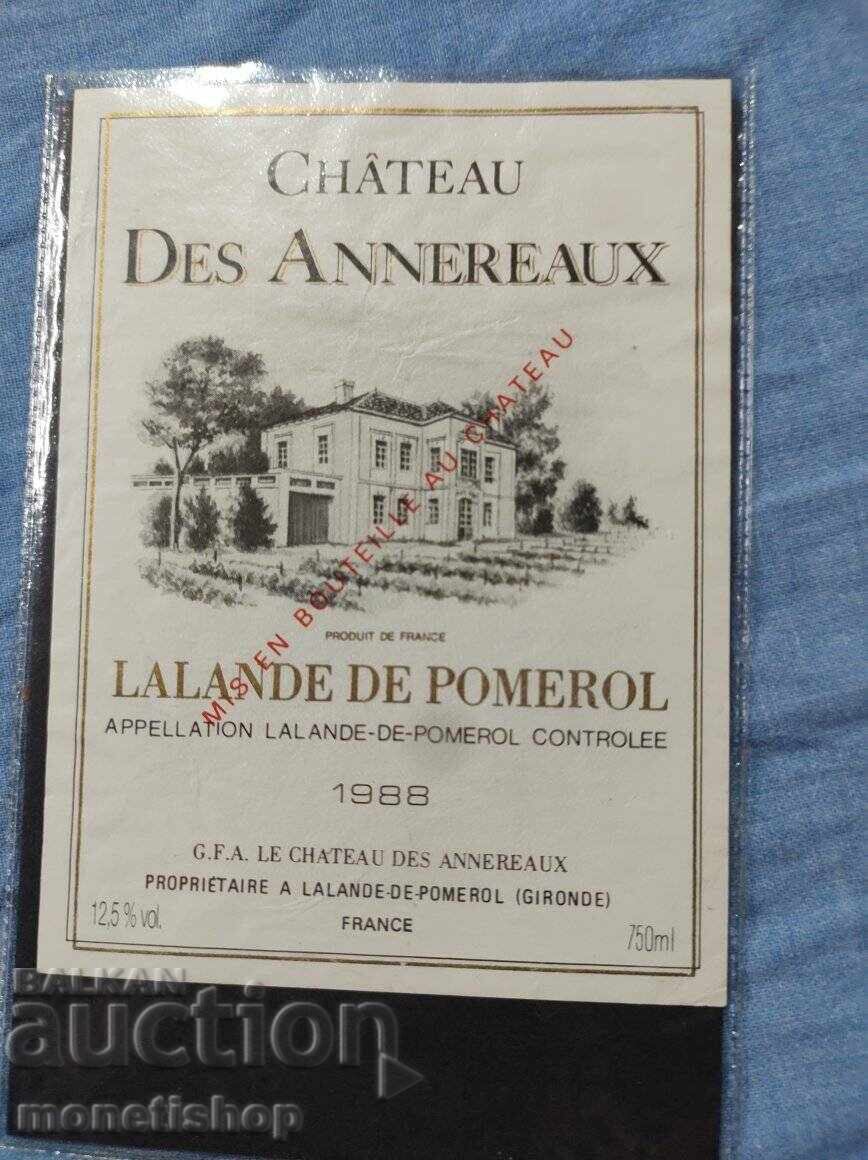 CHÂTEAU
DES ANNEREAUX
MIS EN BOUTEILLE AU CHATEAU
PRODUIT DE FRANCE
LALANDE DE POMEROL
APPELLATION LALANDE-DE-POMEROL CONTROLEE
1988
G.F.A. LE CHATEAU DES ANNEREAUX
PROPRIÉTAIRE A LALANDE-DE-POMEROL (GIRONDE)
FRANCE
12,5 % vol.
750ml
BALKAN
auction
monetishop